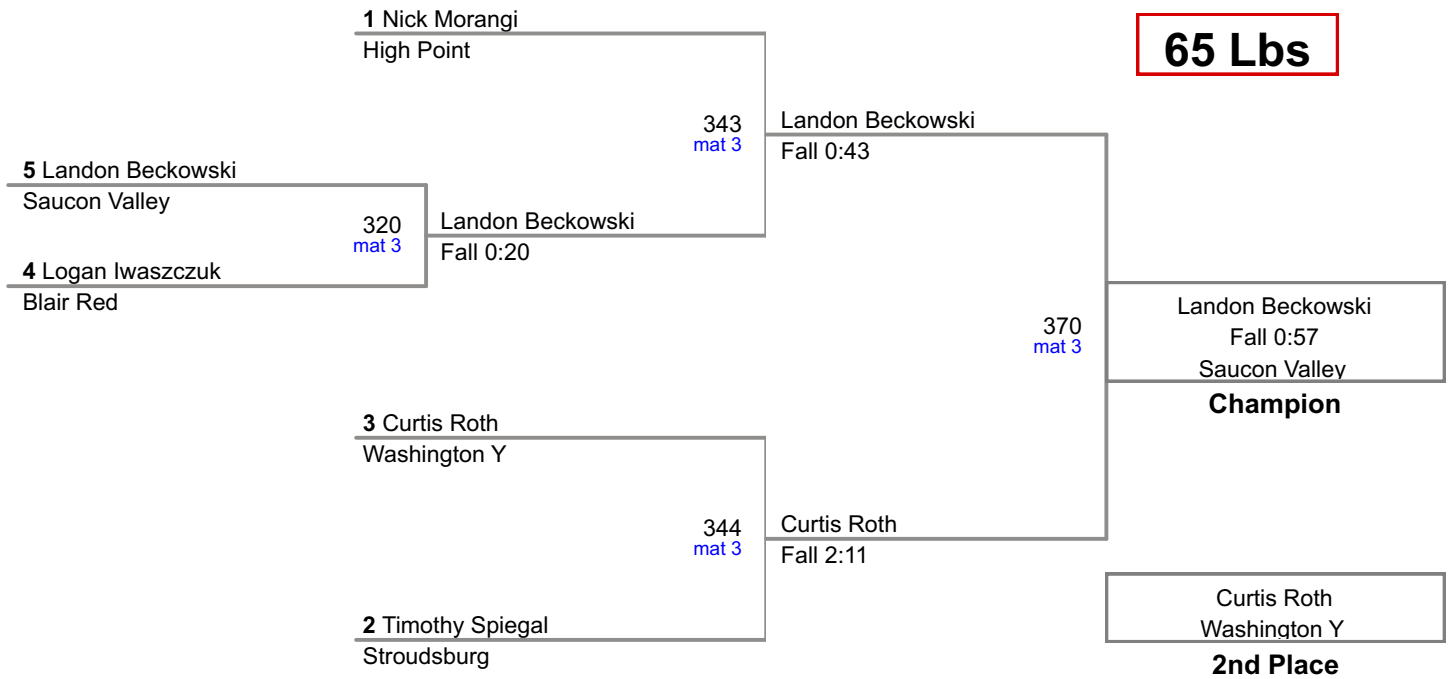 1 Nick Morangi
High Point
65 Lbs
343
mat 3
Landon Beckowski
Fall 0:43
5 Landon Beckowski
Saucon Valley
320
mat 3
Landon Beckowski
Fall 0:20
4 Logan Iwaszczuk
Blair Red
370
mat 3
Landon Beckowski
Fall 0:57
Saucon Valley
Champion
3 Curtis Roth
Washington Y
344
mat 3
Curtis Roth
Fall 2:11
2 Timothy Spiegal
Stroudsburg
Curtis Roth
Washington Y
2nd Place